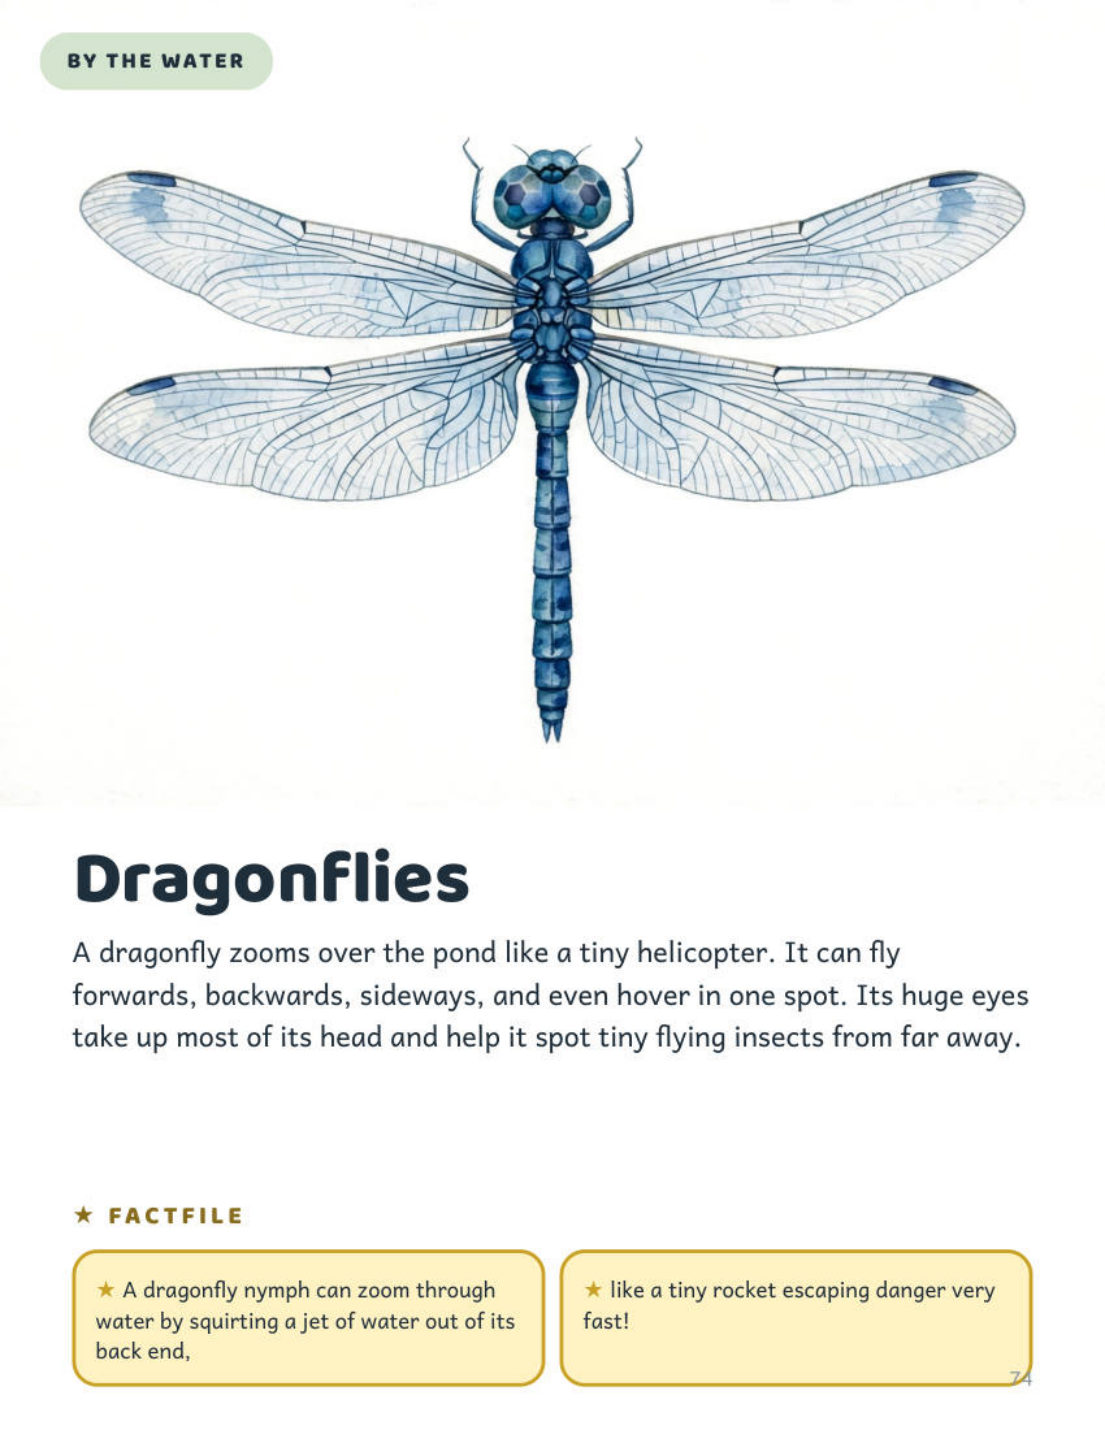 BY THE WATER
Dragonflies
A dragonfly zooms over the pond like a tiny helicopter. It can fly
forwards, backwards, sideways, and even hover in one spot. Its huge eyes
take up most of its head and help it spot tiny flying insects from far away.
★ FACTFILE
★ A dragonfly nymph can zoom through
water by squirting a jet of water out of its
back end,
★ like a tiny rocket escaping danger very
fast!
74